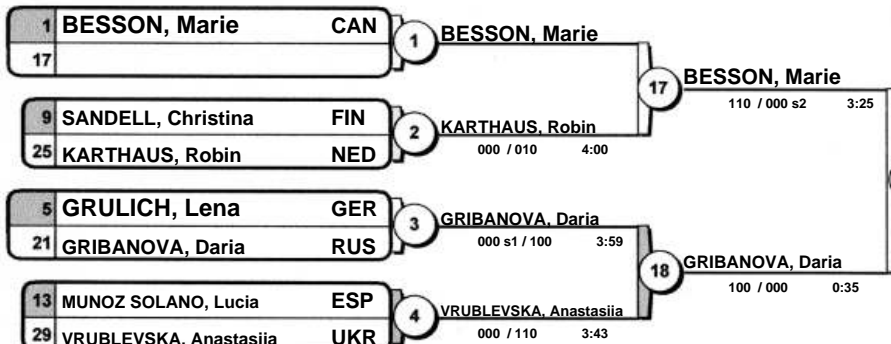 1 BESSON, Marie CAN
17
1 BESSON, Marie
9 SANDELL, Christina FIN
25 KARTHAUS, Robin NED
2 KARTHAUS, Robin
000 / 010 4:00
17 BESSON, Marie
110 / 000 s2 3:25
5 GRULICH, Lena GER
21 GRIBANOVA, Daria RUS
3 GRIBANOVA, Daria
000 s1 / 100 3:59
13 MUNOZ SOLANO, Lucia ESP
29 VRUBLEVSKA, Anastasiia UKR
4 VRUBLEVSKA, Anastasiia
000 / 110 3:43
18 GRIBANOVA, Daria
100 / 000 0:35